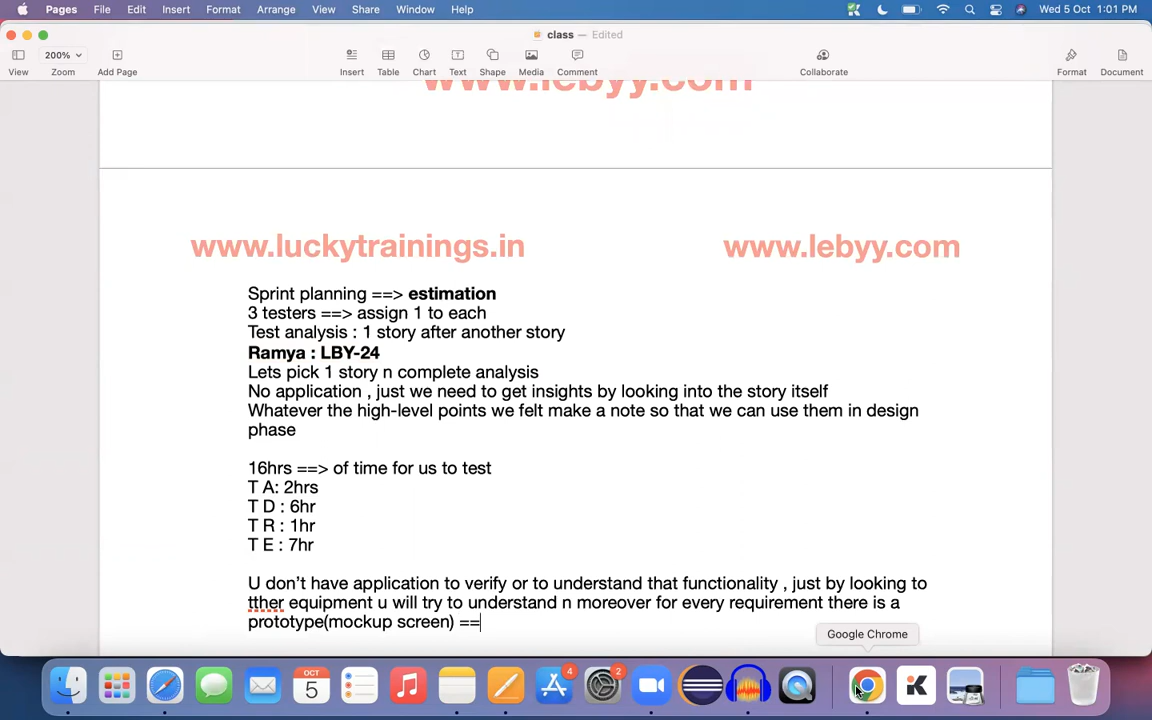 Pages File Edit Insert Format Arrange View Share Window Help Wed 5 Oct 1:01 PM
class — Edited
200%
View Zoom Add Page Insert Table Chart Text Shape Media Comment Collaborate Format Document
www.lebyy.com
www.luckytrainings.in www.lebyy.com
Sprint planning ==> estimation
3 testers ==> assign 1 to each
Test analysis : 1 story after another story
Ramya : LBY-24
Lets pick 1 story n complete analysis
No application , just we need to get insights by looking into the story itself
Whatever the high-level points we felt make a note so that we can use them in design
phase
16hrs ==> of time for us to test
T A: 2hrs
T D : 6hr
T R : 1hr
T E : 7hr
U don’t have application to verify or to understand that functionality , just by looking to
tther equipment u will try to understand n moreover for every requirement there is a
prototype(mockup screen) ==
Google Chrome
OCT
5
4
2